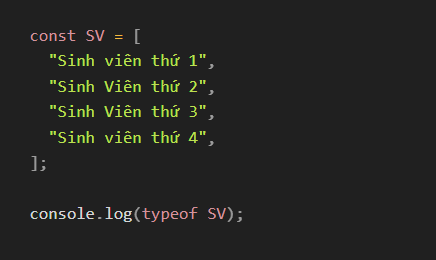 const SV = [
"Sinh viên thứ 1",
"Sinh Viên thứ 2",
"Sinh Viên thứ 3",
"Sinh viên thứ 4",
];
console.log(typeof SV);